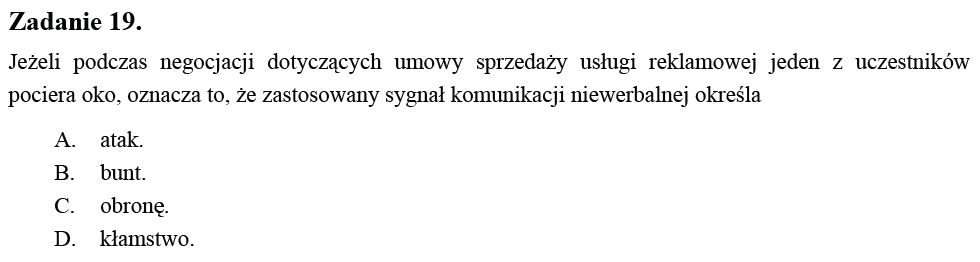 Zadanie 19.
Jeżeli podczas negocjacji dotyczących umowy sprzedaży usługi reklamowej jeden z uczestników
pociera oko, oznacza to, że zastosowany sygnał komunikacji niewerbalnej określa
A. atak.
B. bunt.
C. obronę.
D. kłamstwo.